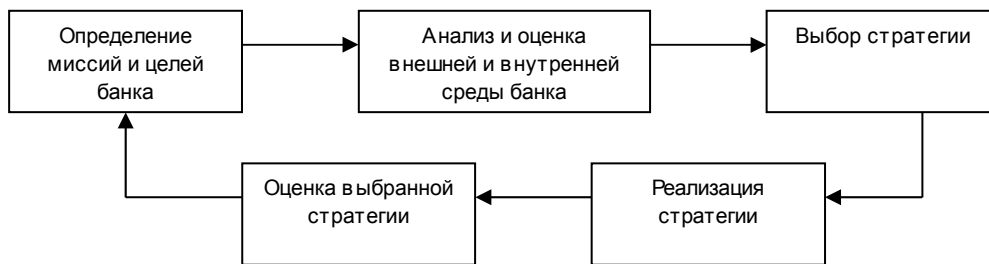 Определение
миссий и целей
банка
Анализ и оценка
внешней и внутренней
среды банка
Выбор стратегии
Оценка выбранной
стратегии
Реализация
стратегии